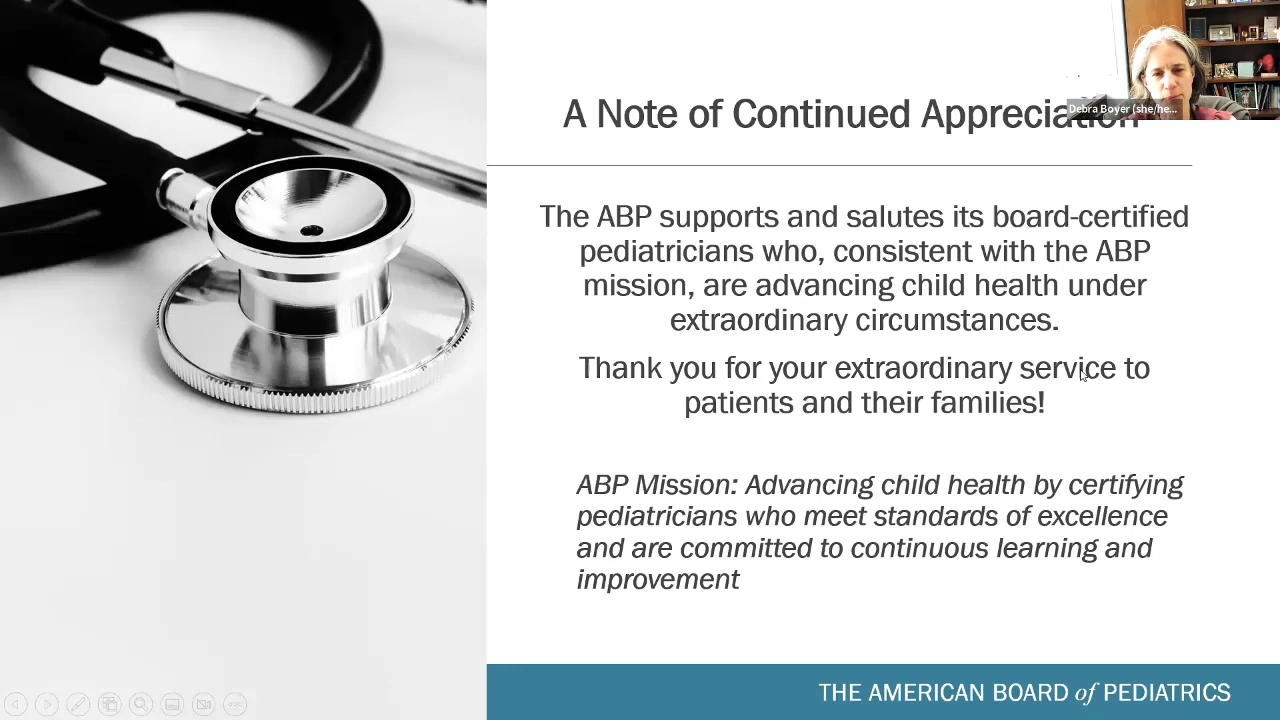 A Note of Continued Appreciation
Debra Boyer (she/he...
The ABP supports and salutes its board-certified
pediatricians who, consistent with the ABP
mission, are advancing child health under
extraordinary circumstances.
Thank you for your extraordinary service to
patients and their families!
ABP Mission: Advancing child health by certifying
pediatricians who meet standards of excellence
and are committed to continuous learning and
improvement
THE AMERICAN BOARD of PEDIATRICS